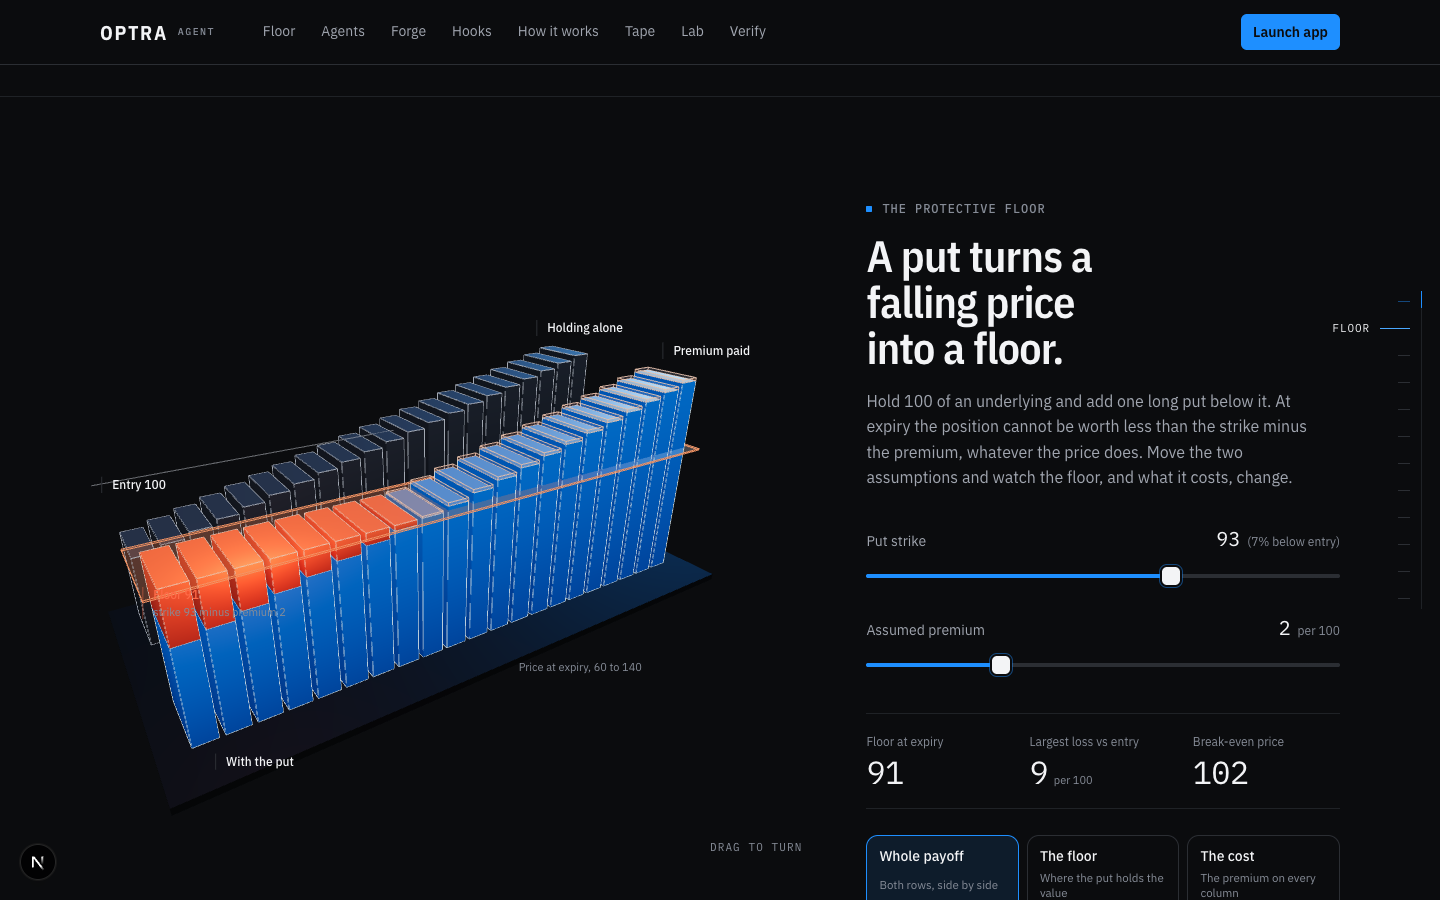 OPTRA AGENT
Floor Agents Forge Hooks How it works Tape Lab Verify
Launch app
THE PROTECTIVE FLOOR
A put turns a
falling price
into a floor.
Hold 100 of an underlying and add one long put below it. At
expiry the position cannot be worth less than the strike minus
the premium, whatever the price does. Move the two
assumptions and watch the floor, and what it costs, change.
Put strike 93 (7% below entry)
Assumed premium 2 per 100
Floor at expiry Largest loss vs entry Break-even price
91 9 per 100 102
Whole payoff
Both rows, side by side
The floor
Where the put holds the
value
The cost
The premium on every
column
Holding alone
Premium paid
Entry 100
Floor 91
strike 93 minus premium 2
Price at expiry, 60 to 140
With the put
DRAG TO TURN
FLOOR
N